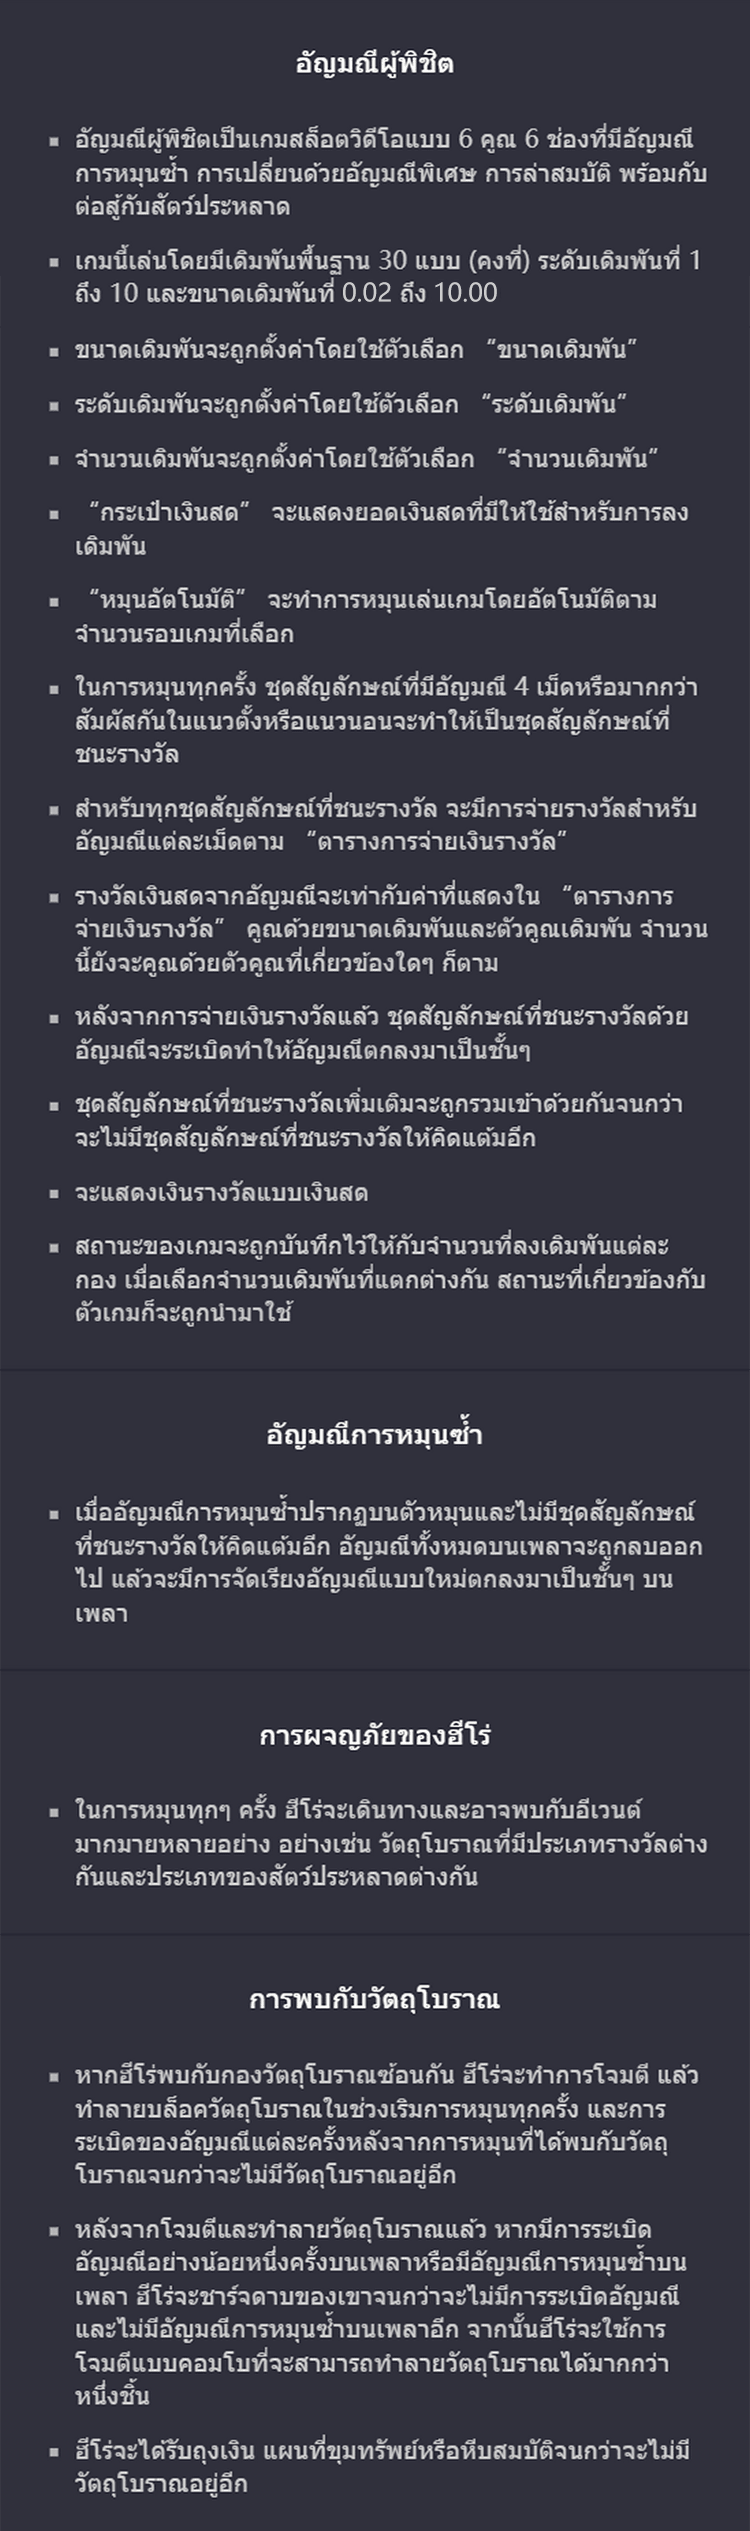 อัญมณีผู้พิชิต
▪ อัญมณีผู้พิชิตเป็นเกมสล็อตวิดีโอแบบ 6 คูณ 6 ช่องที่มีอัญมณี
การหมุนซ้ำ การเปลี่ยนด้วยอัญมณีพิเศษ การล่าสมบัติ พร้อมกับ
ต่อสู้กับสัตว์ประหลาด
▪ เกมนี้เล่นโดยมีเดิมพันพื้นฐาน 30 แบบ (คงที่) ระดับเดิมพันที่ 1
ถึง 10 และขนาดเดิมพันที่ 0.02 ถึง 10.00
▪ ขนาดเดิมพันจะถูกตั้งค่าโดยใช้ตัวเลือก “ขนาดเดิมพัน”
▪ ระดับเดิมพันจะถูกตั้งค่าโดยใช้ตัวเลือก “ระดับเดิมพัน”
▪ จำนวนเดิมพันจะถูกตั้งค่าโดยใช้ตัวเลือก “จำนวนเดิมพัน”
▪ “กระเป๋าเงินสด” จะแสดงยอดเงินสดที่มีให้ใช้สำหรับการลง
เดิมพัน
▪ “หมุนอัตโนมัติ” จะทำการหมุนเล่นเกมโดยอัตโนมัติตาม
จำนวนรอบเกมที่เลือก
▪ ในการหมุนทุกครั้ง ชุดสัญลักษณ์ที่มีอัญมณี 4 เม็ดหรือมากกว่า
สัมผัสกันในแนวตั้งหรือแนวนอนจะทำให้เป็นชุดสัญลักษณ์ที่
ชนะรางวัล
▪ สำหรับทุกชุดสัญลักษณ์ที่ชนะรางวัล จะมีการจ่ายรางวัลสำหรับ
อัญมณีแต่ละเม็ดตาม “ตารางการจ่ายเงินรางวัล”
▪ รางวัลเงินสดจากอัญมณีจะเท่ากับค่าที่แสดงใน “ตารางการ
จ่ายเงินรางวัล” คูณด้วยขนาดเดิมพันและตัวคูณเดิมพัน จำนวน
นี้ยังจะคูณด้วยตัวคูณที่เกี่ยวข้องใดๆ ก็ตาม
▪ หลังจากการจ่ายเงินรางวัลแล้ว ชุดสัญลักษณ์ที่ชนะรางวัลด้วย
อัญมณีจะระเบิดทำให้อัญมณีตกลงมาเป็นชั้นๆ
▪ ชุดสัญลักษณ์ที่ชนะรางวัลเพิ่มเติมจะถูกรวมเข้าด้วยกันจนกว่า
จะไม่มีชุดสัญลักษณ์ที่ชนะรางวัลให้คิดแต้มอีก
▪ จะแสดงเงินรางวัลแบบเงินสด
▪ สถานะของเกมจะถูกบันทึกไว้ให้กับจำนวนที่ลงเดิมพันแต่ละ
กอง เมื่อเลือกจำนวนเดิมพันที่แตกต่างกัน สถานะที่เกี่ยวข้องกับ
ตัวเกมก็จะถูกนำมาใช้
อัญมณีการหมุนซ้ำ
▪ เมื่ออัญมณีการหมุนซ้ำปรากฏบนตัวหมุนและไม่มีชุดสัญลักษณ์
ที่ชนะรางวัลให้คิดแต้มอีก อัญมณีทั้งหมดบนเพลาจะถูกลบออก
ไป แล้วจะมีการจัดเรียงอัญมณีแบบใหม่ตกลงมาเป็นชั้นๆ บน
เพลา
การผจญภัยของฮีโร่
▪ ในการหมุนทุกๆ ครั้ง ฮีโร่จะเดินทางและอาจพบกับอีเวนต์
มากมายหลายอย่าง อย่างเช่น วัตถุโบราณที่มีประเภทรางวัลต่าง
กันและประเภทของสัตว์ประหลาดต่างกัน
การพบกับวัตถุโบราณ
▪ หากฮีโร่พบกับกองวัตถุโบราณซ้อนกัน ฮีโร่จะทำการโจมตี แล้ว
ทำลายบล็อควัตถุโบราณในช่วงเริมการหมุนทุกครั้ง และการ
ระเบิดของอัญมณีแต่ละครั้งหลังจากการหมุนที่ได้พบกับวัตถุ
โบราณจนกว่าจะไม่มีวัตถุโบราณอยู่อีก
▪ หลังจากโจมตีและทำลายวัตถุโบราณแล้ว หากมีการระเบิด
อัญมณีอย่างน้อยหนึ่งครั้งบนเพลาหรือมีอัญมณีการหมุนซ้ำบน
เพลา ฮีโร่จะชาร์จดาบของเขาจนกว่าจะไม่มีการระเบิดอัญมณี
และไม่มีอัญมณีการหมุนซ้ำบนเพลาอีก จากนั้นฮีโร่จะใช้การ
โจมตีแบบคอมโบที่จะสามารถทำลายวัตถุโบราณได้มากกว่า
หนึ่งชิ้น
▪ ฮีโร่จะได้รับถุงเงิน แผนที่ขุมทรัพย์หรือหีบสมบัติจนกว่าจะไม่มี
วัตถุโบราณอยู่อีก